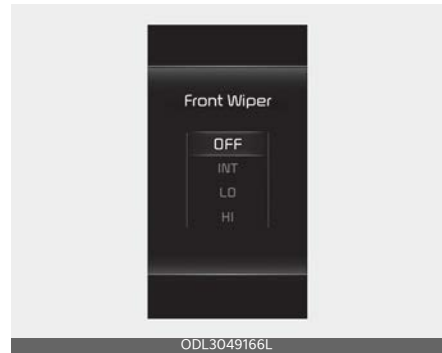 Front Wiper
OFF
INT
LO
HI
ODL3049166L